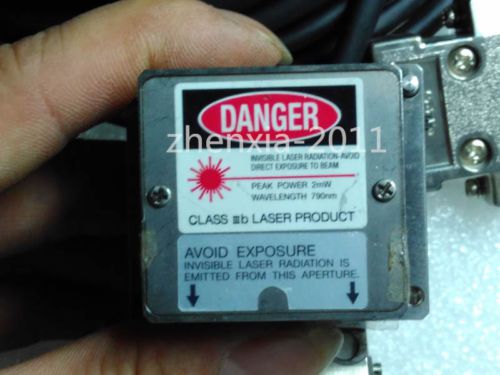 DANGER
zhenxia-2011
INVISIBLE LASER RADIATION-AVOID
DIRECT EXPOSURE TO BEAM
PEAK POWER 2mW
WAVELENGTH 790nm
CLASS IIIb LASER PRODUCT
AVOID EXPOSURE
INVISIBLE LASER RADIATION IS
EMITTED FROM THIS APERTURE.